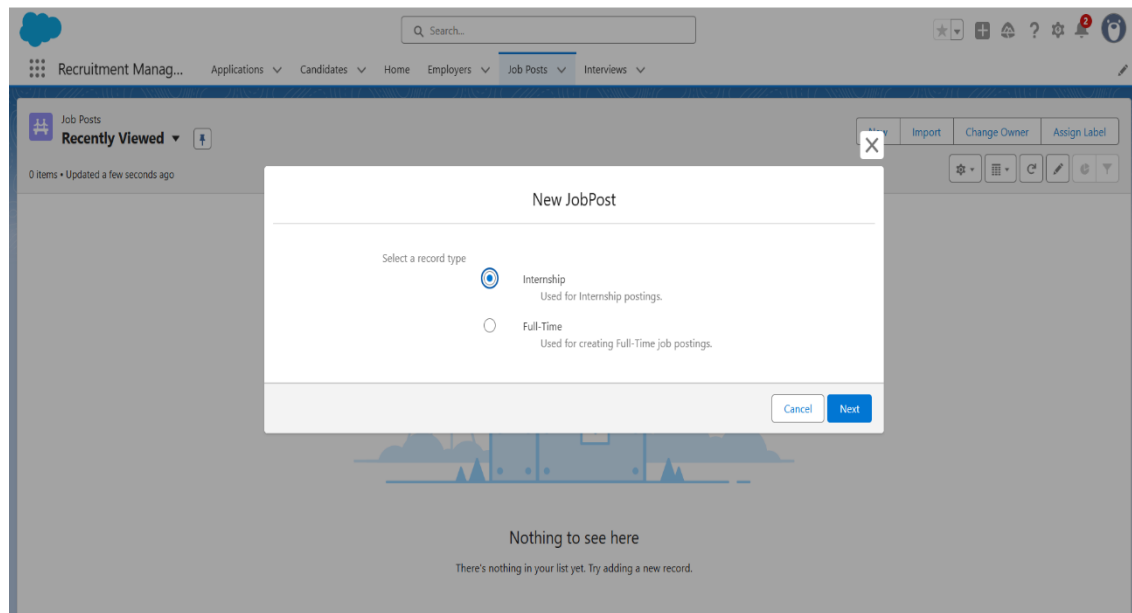 Search...
2
Recruitment Manag...
Applications
Candidates
Home
Employers
Job Posts
Interviews
Job Posts
Recently Viewed
New
Import
Change Owner
Assign Label
0 items • Updated a few seconds ago
New JobPost
Select a record type
Internship
Used for Internship postings.
Full-Time
Used for creating Full-Time job postings.
Cancel
Next
Nothing to see here
There's nothing in your list yet. Try adding a new record.